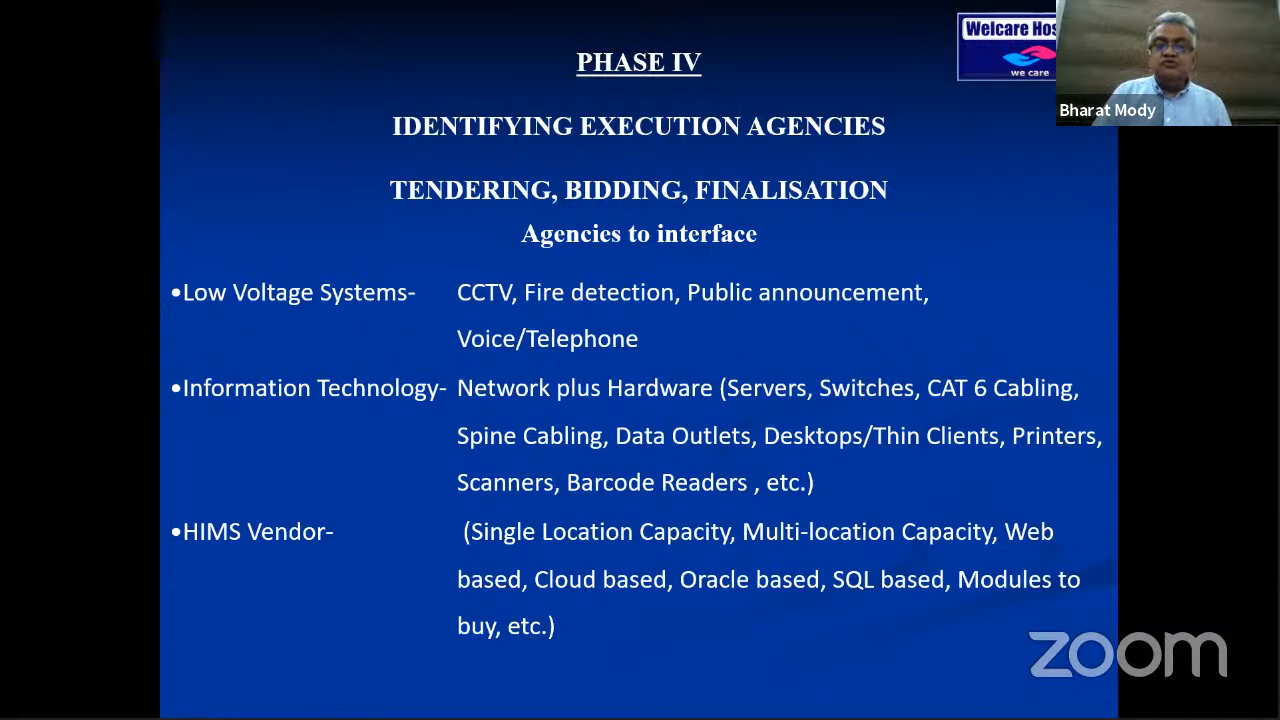 Welcare Hos
we care
Bharat Mody
PHASE IV
IDENTIFYING EXECUTION AGENCIES
TENDERING, BIDDING, FINALISATION
Agencies to interface
•Low Voltage Systems- CCTV, Fire detection, Public announcement,
Voice/Telephone
•Information Technology- Network plus Hardware (Servers, Switches, CAT 6 Cabling,
Spine Cabling, Data Outlets, Desktops/Thin Clients, Printers,
Scanners, Barcode Readers , etc.)
•HIMS Vendor- (Single Location Capacity, Multi-location Capacity, Web
based, Cloud based, Oracle based, SQL based, Modules to
buy, etc.)
zoom